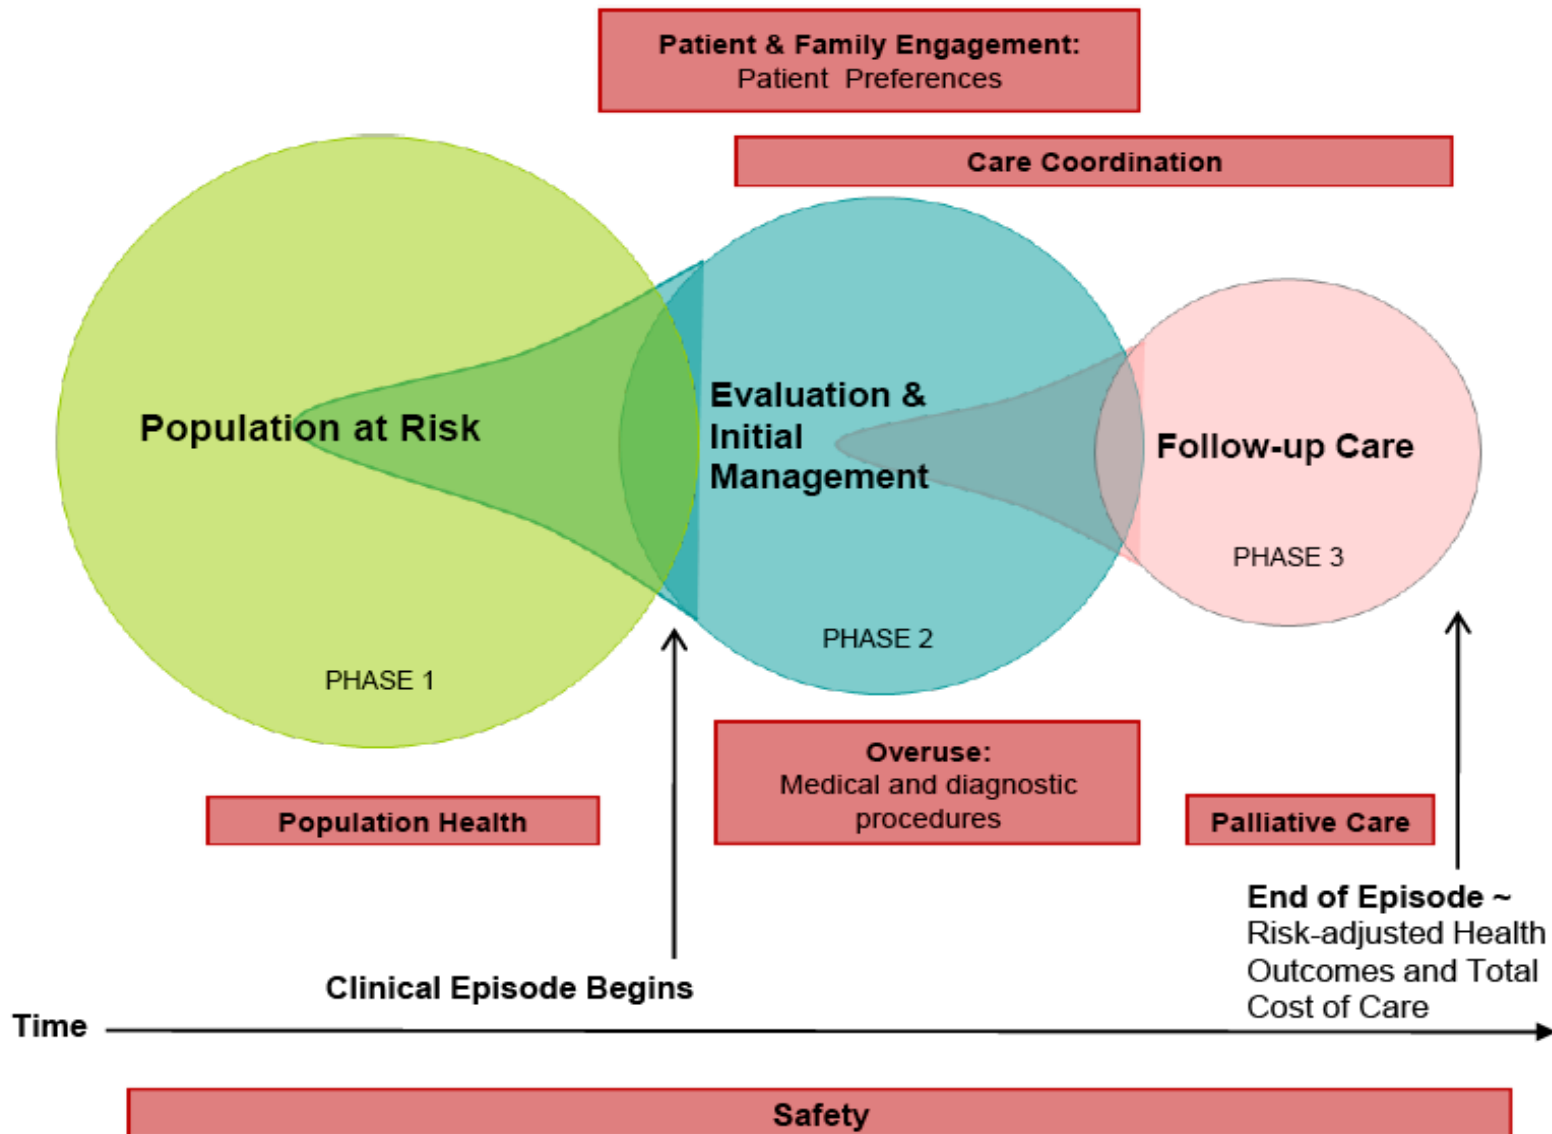 Patient & Family Engagement:
Patient Preferences
Care Coordination
Population at Risk
PHASE 1
Evaluation &
Initial
Management
PHASE 2
Follow-up Care
PHASE 3
Population Health
Overuse:
Medical and diagnostic
procedures
Palliative Care
Clinical Episode Begins
End of Episode ~
Risk-adjusted Health
Outcomes and Total
Cost of Care
Time
Safety